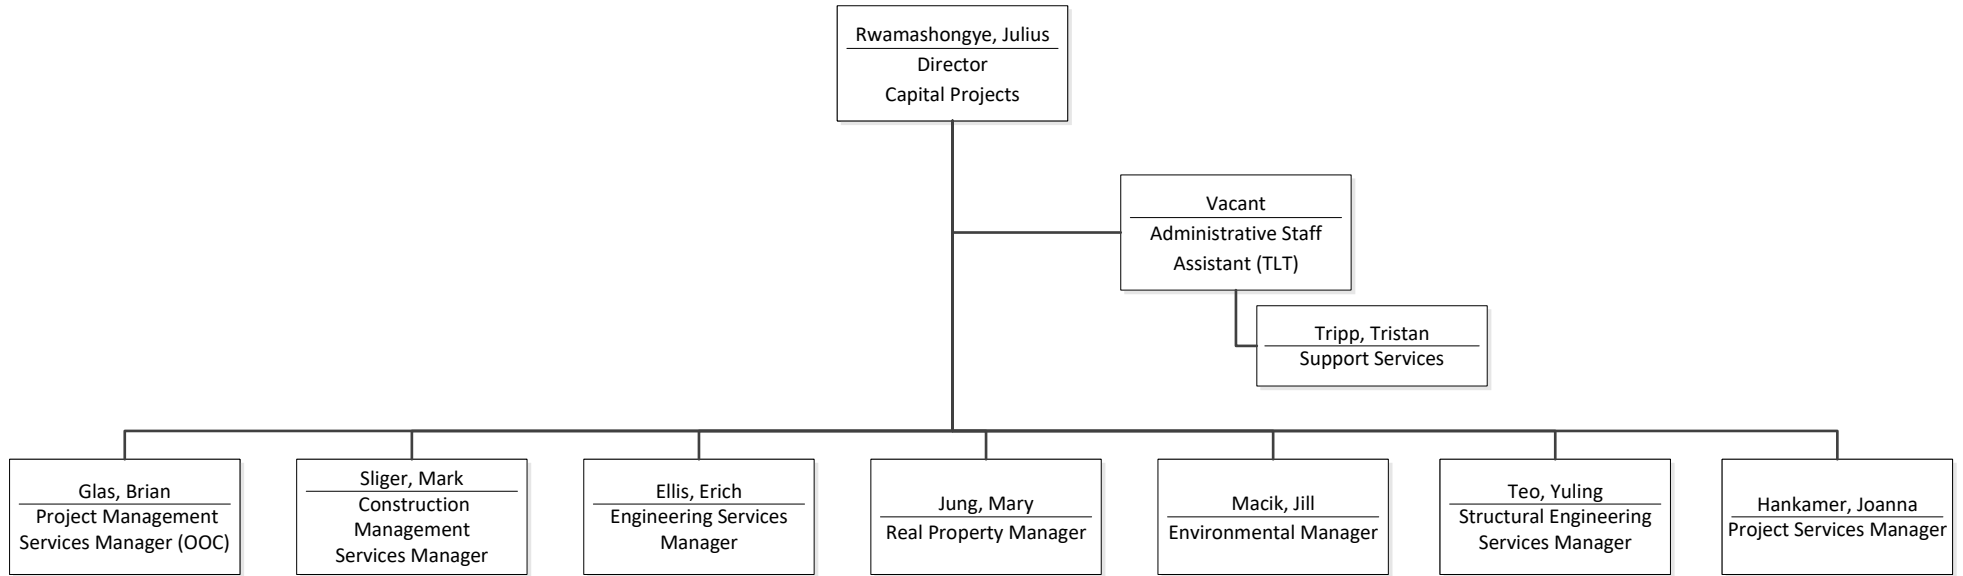 Rwamashongye, Julius
Director
Capital Projects
Vacant
Administrative Staff
Assistant (TLT)
Tripp, Tristan
Support Services
Glas, Brian
Project Management
Services Manager (OOC)
Sliger, Mark
Construction
Management
Services Manager
Ellis, Erich
Engineering Services
Manager
Jung, Mary
Real Property Manager
Macik, Jill
Environmental Manager
Teo, Yuling
Structural Engineering
Services Manager
Hankamer, Joanna
Project Services Manager